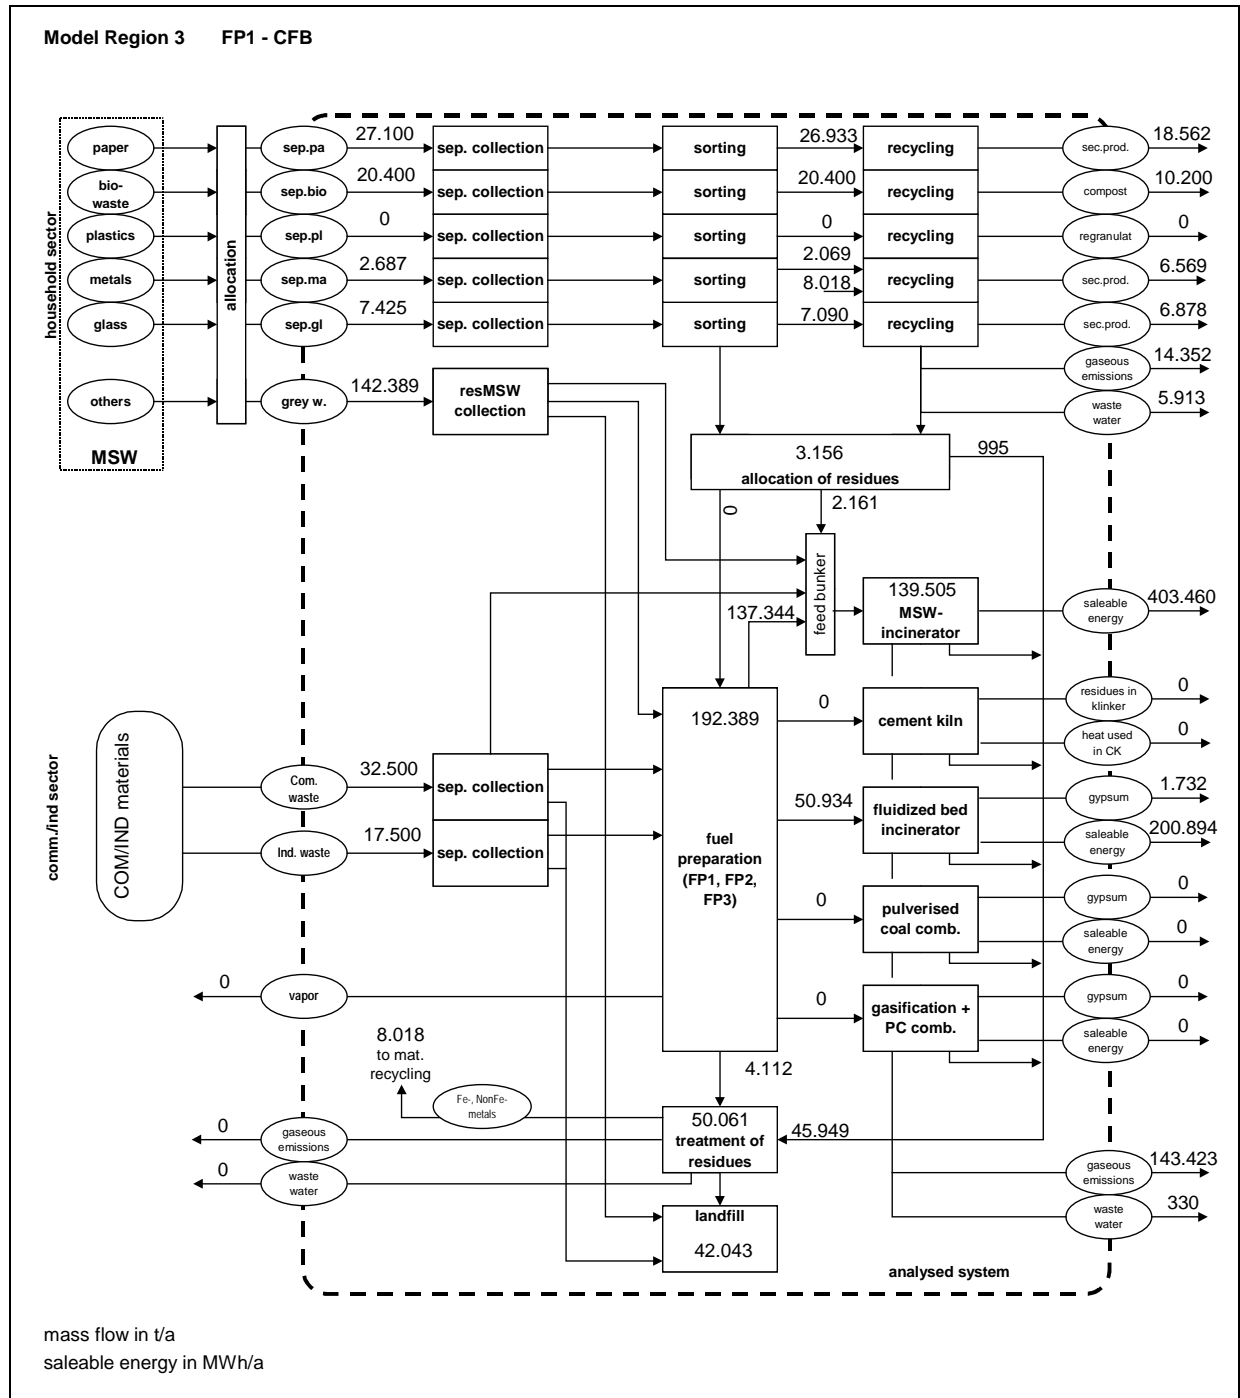 Model Region 3 FP1 - CFB
household sector
paper
bio-
waste
plastics
metals
glass
others
MSW
allocation
sep.pa
27.100
sep. collection
sorting
26.933
recycling
sec.prod.
18.562
sep.bio
20.400
sep. collection
sorting
20.400
recycling
compost
10.200
sep.pl
0
sep. collection
sorting
0
recycling
regranulat
0
sep.ma
2.687
sep. collection
sorting
2.069
8.018
recycling
sec.prod.
6.569
sep.gl
7.425
sep. collection
sorting
7.090
recycling
sec.prod.
6.878
gaseous
emissions
14.352
waste
water
5.913
grey w.
142.389
resMSW
collection
3.156
allocation of residues
995
0
2.161
feed bunker
137.344
139.505
MSW-
incinerator
saleable
energy
403.460
comm./ind sector
COM/IND materials
Com.
waste
32.500
sep. collection
Ind. waste
17.500
sep. collection
192.389
fuel
preparation
(FP1, FP2,
FP3)
0
cement kiln
residues in
klinker
0
heat used
in CK
0
50.934
fluidized bed
incinerator
gypsum
1.732
saleable
energy
200.894
0
pulverised
coal comb.
gypsum
0
saleable
energy
0
0
gasification +
PC comb.
gypsum
0
saleable
energy
0
0
vapor
8.018
to mat.
recycling
Fe-, NonFe-
metals
4.112
50.061
treatment of
residues
45.949
0
gaseous
emissions
0
waste
water
landfill
42.043
gaseous
emissions
143.423
waste
water
330
analysed system
mass flow in t/a
saleable energy in MWh/a